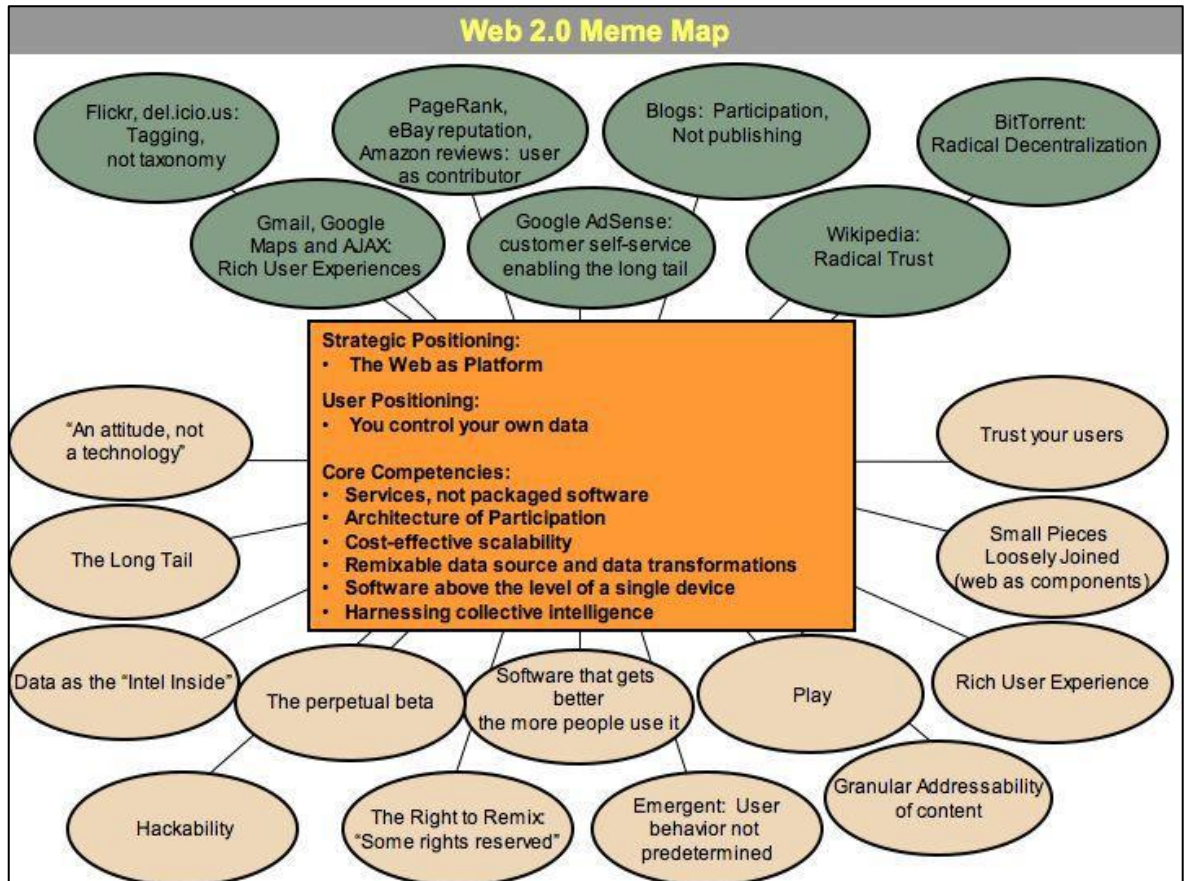 Web 2.0 Meme Map
Flickr, del.icio.us:
Tagging,
not taxonomy
PageRank,
eBay reputation,
Amazon reviews: user
as contributor
Blogs: Participation,
Not publishing
BitTorrent:
Radical Decentralization
Gmail, Google
Maps and AJAX:
Rich User Experiences
Google AdSense:
customer self-service
enabling the long tail
Wikipedia:
Radical Trust
Strategic Positioning:
• The Web as Platform
User Positioning:
• You control your own data
Core Competencies:
• Services, not packaged software
• Architecture of Participation
• Cost-effective scalability
• Remixable data source and data transformations
• Software above the level of a single device
• Harnessing collective intelligence
“An attitude, not
a technology”
Trust your users
The Long Tail
Small Pieces
Loosely Joined
(web as components)
Data as the “Intel Inside”
The perpetual beta
Software that gets
better
the more people use it
Play
Rich User Experience
Hackability
The Right to Remix:
“Some rights reserved”
Emergent: User
behavior not
predetermined
Granular Addressability
of content